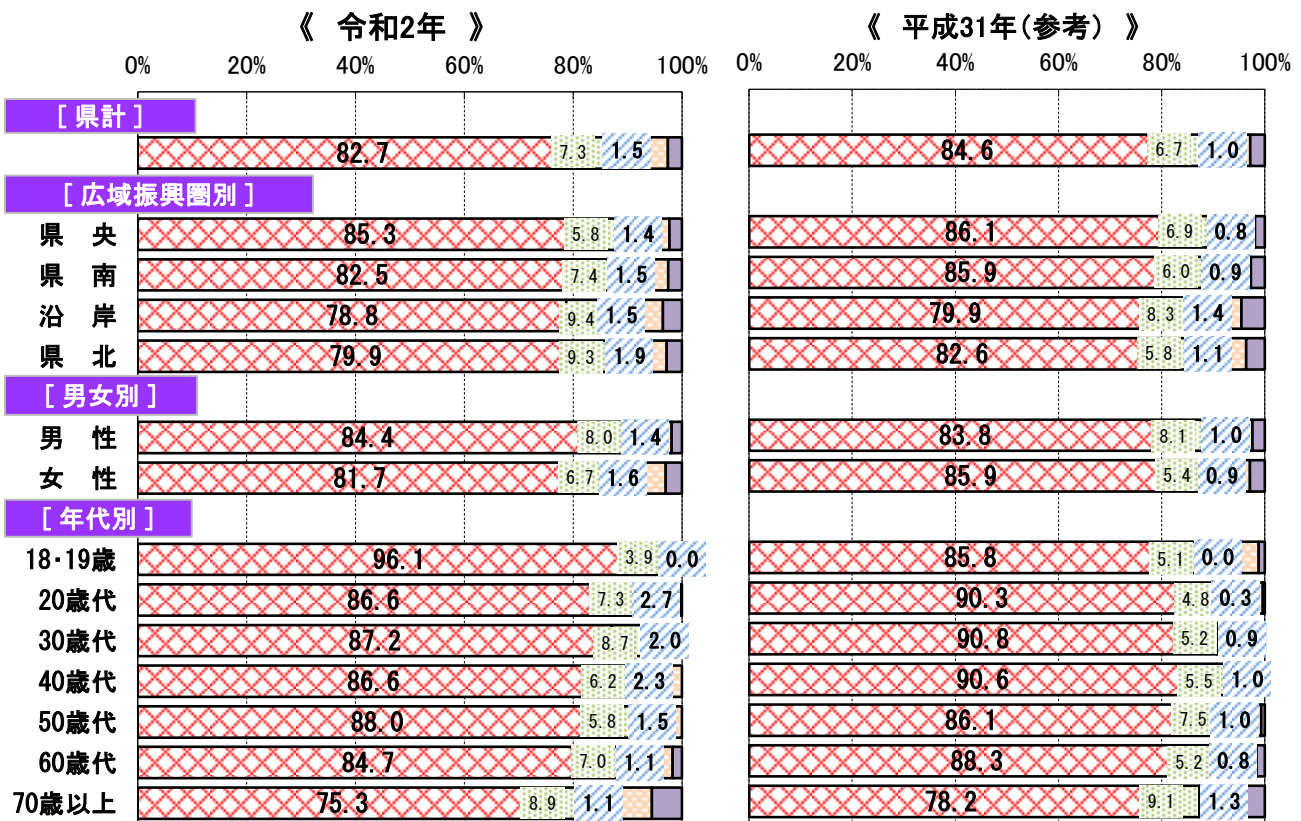 《 令和2年 》 《 平成31年(参考) 》
0% 20% 40% 60% 80% 100% 0% 20% 40% 60% 80% 100%
[ 県計 ]
82.7 7.3 1.5 84.6 6.7 1.0
[ 広域振興圏別 ]
県 央 85.3 5.8 1.4 86.1 6.9 0.8
県 南 82.5 7.4 1.5 85.9 6.0 0.9
沿 岸 78.8 9.4 1.5 79.9 8.3 1.4
県 北 79.9 9.3 1.9 82.6 5.8 1.1
[ 男女別 ]
男 性 84.4 8.0 1.4 83.8 8.1 1.0
女 性 81.7 6.7 1.6 85.9 5.4 0.9
[ 年代別 ]
18・19歳 96.1 3.9 0.0 85.8 5.1 0.0
20歳代 86.6 7.3 2.7 90.3 4.8 0.3
30歳代 87.2 8.7 2.0 90.8 5.2 0.9
40歳代 86.6 6.2 2.3 90.6 5.5 1.0
50歳代 88.0 5.8 1.5 86.1 7.5 1.0
60歳代 84.7 7.0 1.1 88.3 5.2 0.8
70歳以上 75.3 8.9 1.1 78.2 9.1 1.3